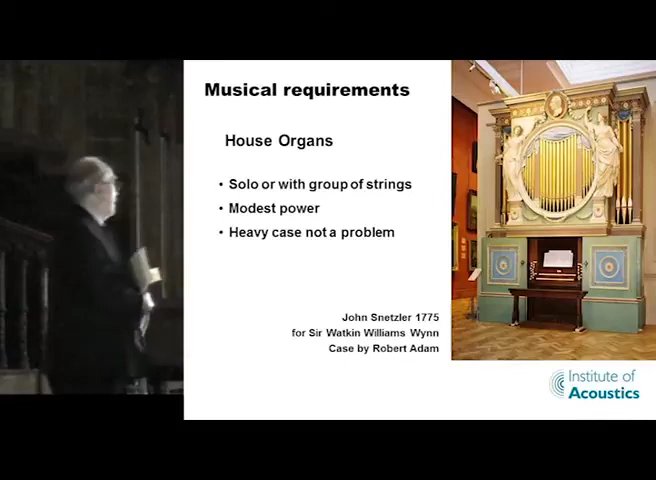 Musical requirements
House Organs
• Solo or with group of strings
• Modest power
• Heavy case not a problem
John Snetzler 1775
for Sir Watkin Williams Wynn
Case by Robert Adam
Institute of
Acoustics